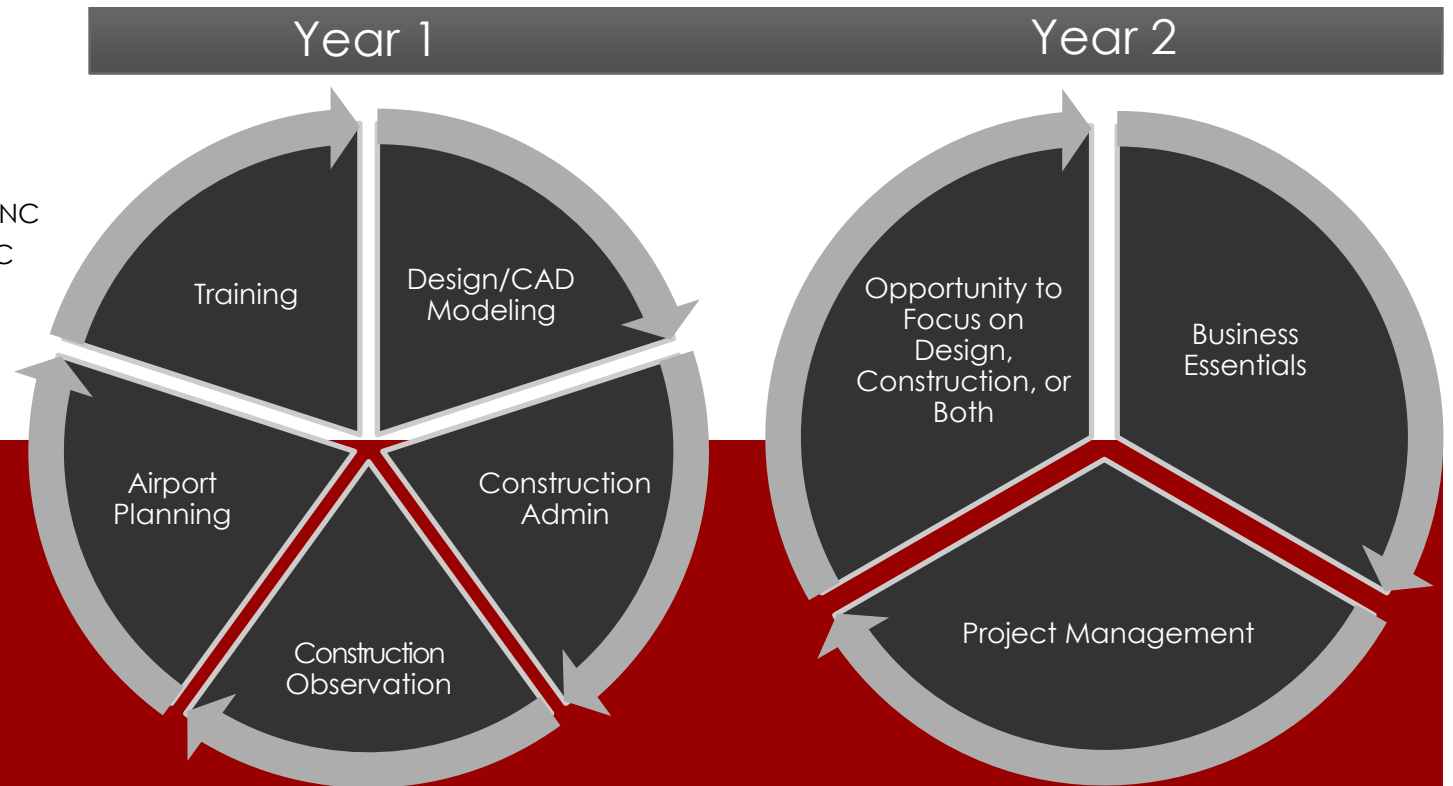 Year 1
Year 2
NC
C
Training
Design/CAD
Modeling
Construction
Admin
Construction
Observation
Airport
Planning
Opportunity to
Focus on
Design,
Construction, or
Both
Business
Essentials
Project Management